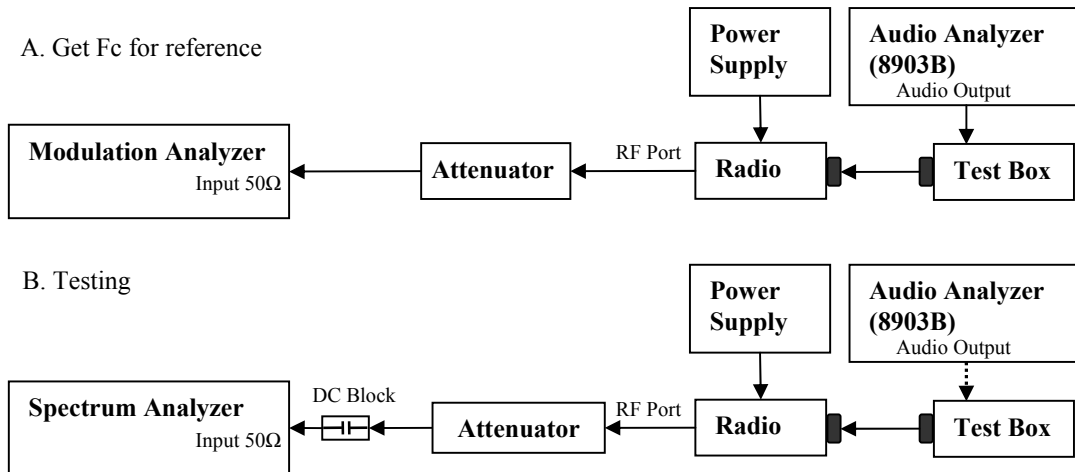 A. Get Fc for reference
Power
Supply
Audio Analyzer
(8903B)
Audio Output
Modulation Analyzer
Input 50Ω
Attenuator
RF Port
Radio
Test Box
B. Testing
Power
Supply
Audio Analyzer
(8903B)
Audio Output
Spectrum Analyzer
Input 50Ω
DC Block
Attenuator
RF Port
Radio
Test Box